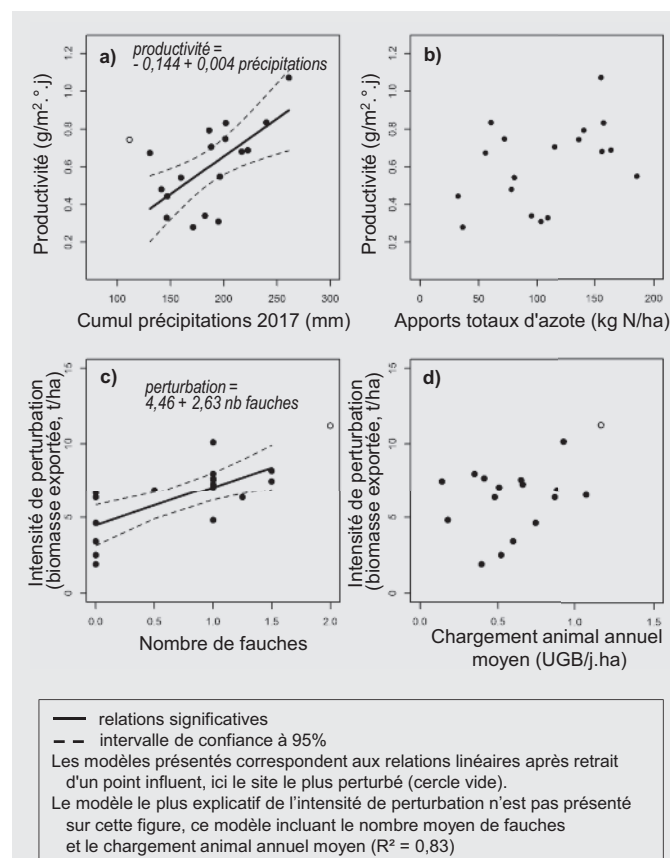 a)
productivité =
- 0,144 + 0,004 précipitations
Productivité (g/m². °.j)
0.2 0.4 0.6 0.8 1.0 1.2
100 150 200 250 300
Cumul précipitations 2017 (mm)
b)
Productivité (g/m². °.j)
0.2 0.4 0.6 0.8 1.0 1.2
0 50 100 150 200
Apports totaux d'azote (kg N/ha)
c)
perturbation =
4,46 + 2,63 nb fauches
Intensité de perturbation
(biomasse exportée, t/ha)
0 5 10 15
0.0 0.5 1.0 1.5 2.0
Nombre de fauches
d)
Intensité de perturbation
(biomasse exportée, t/ha)
0 5 10 15
0.0 0.5 1.0 1.5
Chargement animal annuel
moyen (UGB/j.ha)
relations significatives
intervalle de confiance à 95%
Les modèles présentés correspondent aux relations linéaires après retrait
d'un point influent, ici le site le plus perturbé (cercle vide).
Le modèle le plus explicatif de l'intensité de perturbation n'est pas présenté
sur cette figure, ce modèle incluant le nombre moyen de fauches
et le chargement animal annuel moyen (R² = 0,83)